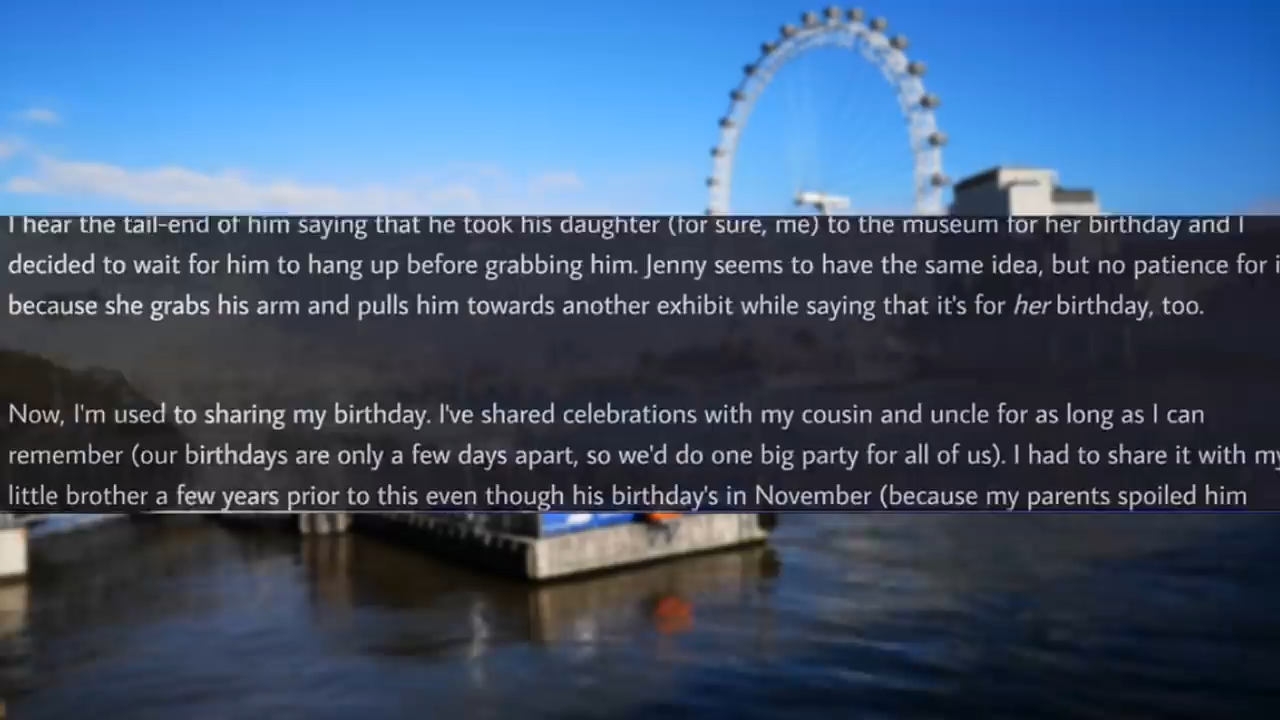 I hear the tail-end of him saying that he took his daughter (for sure, me) to the museum for her birthday and I
decided to wait for him to hang up before grabbing him. Jenny seems to have the same idea, but no patience for
because she grabs his arm and pulls him towards another exhibit while saying that it's for her birthday, too.
Now, I'm used to sharing my birthday. I've shared celebrations with my cousin and uncle for as long as I can
remember (our birthdays are only a few days apart, so we'd do one big party for all of us). I had to share it with my
little brother a few years prior to this even though his birthday's in November (because my parents spoiled him